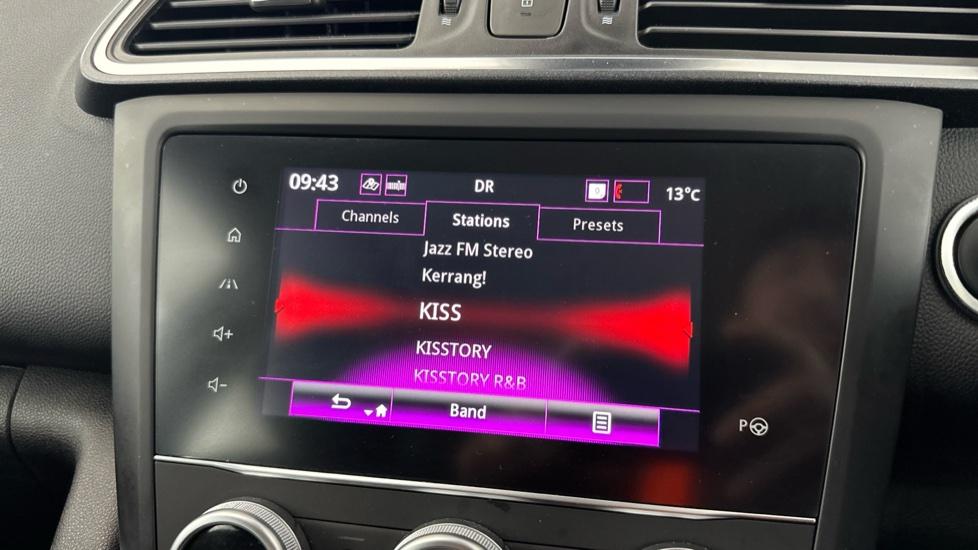 09:43 DR 13°C
Channels Stations Presets
Jazz FM Stereo
Kerrang!
KISS
KISSTORY
KISSTORY R&B
Band
P